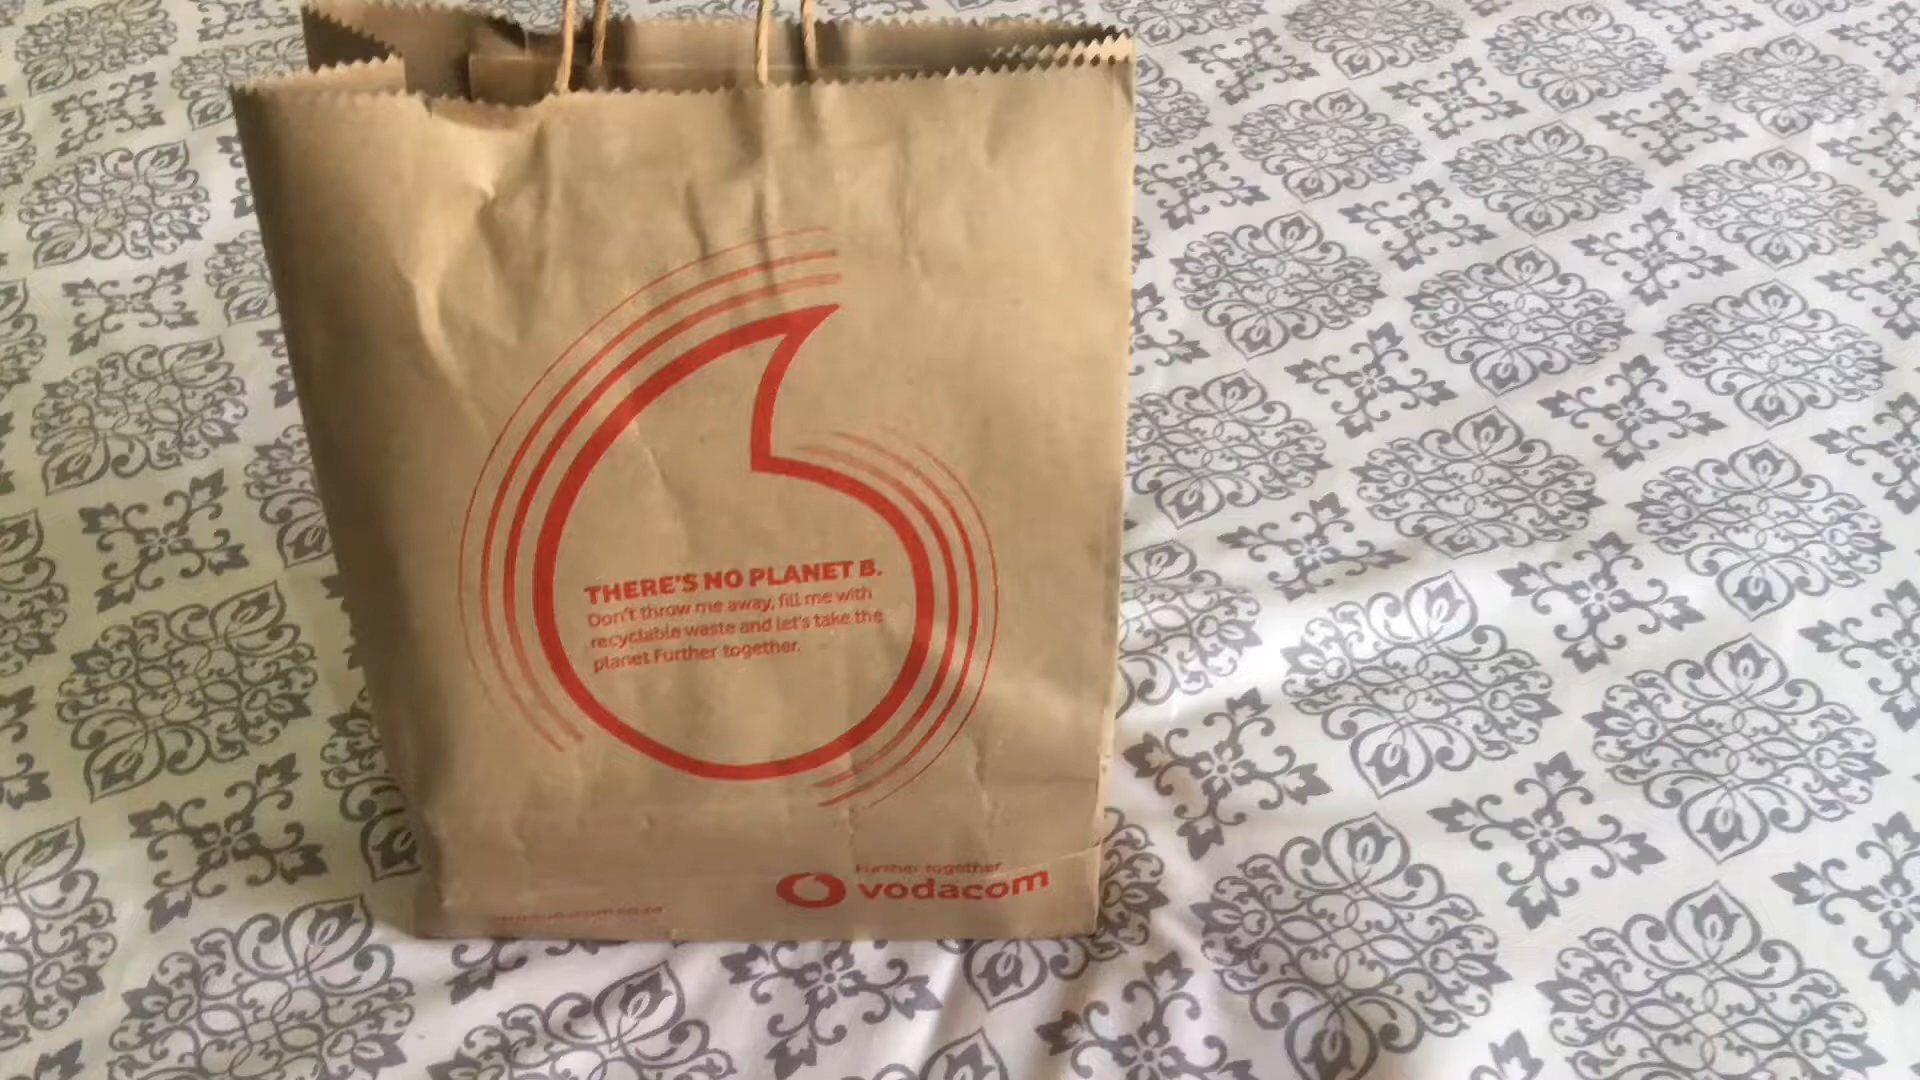 THERE'S NO PLANET B.
Don't throw me away, fill me with
recyclable waste and let's take the
planet Further together.
Further together.
vodacom